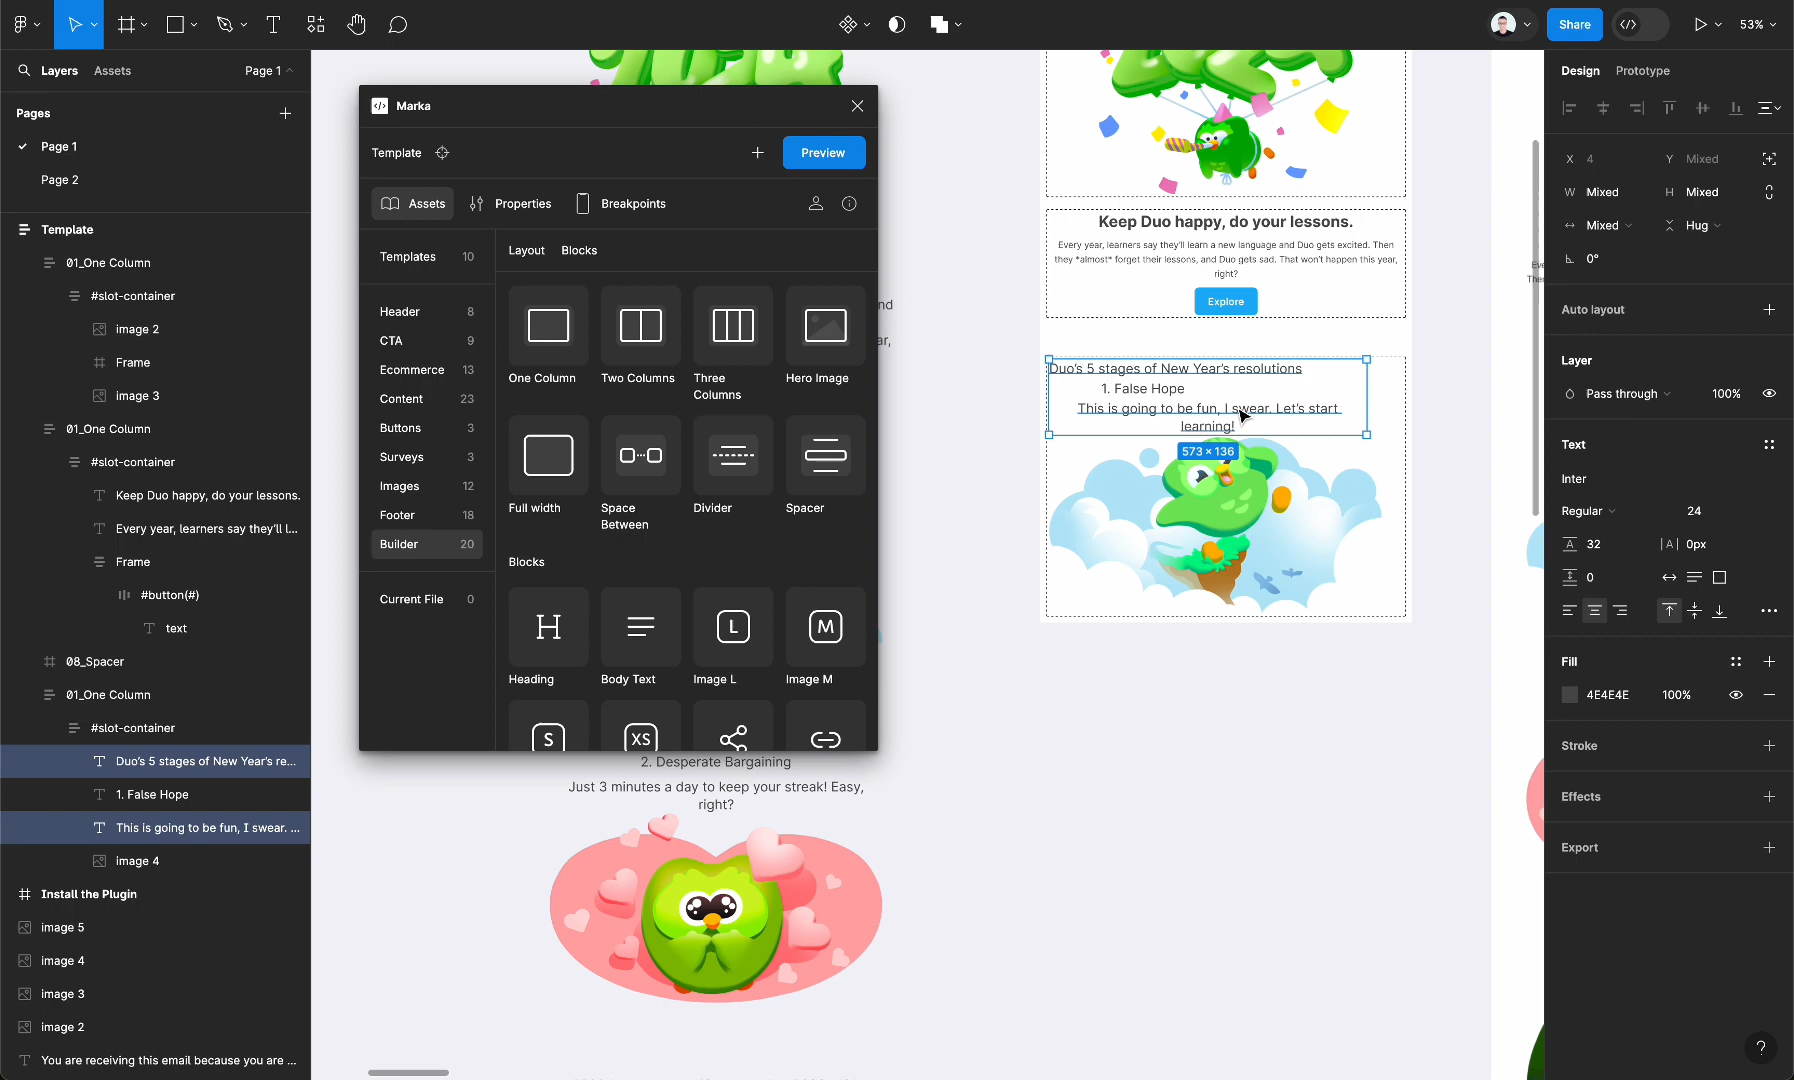 Share
53%
Layers
Assets
Page 1
Pages
Page 1
Page 2
Template
01_One Column
#slot-container
image 2
Frame
image 3
01_One Column
#slot-container
Keep Duo happy, do your lessons.
Every year, learners say they'll l...
Frame
#button(#)
text
08_Spacer
01_One Column
#slot-container
Duo's 5 stages of New Year's re...
1. False Hope
This is going to be fun, I swear. ...
image 4
Install the Plugin
image 5
image 4
image 3
image 2
You are receiving this email because you are ...
Marka
Template
Preview
Assets
Properties
Breakpoints
Templates 10
Header 8
CTA 9
Ecommerce 13
Content 23
Buttons 3
Surveys 3
Images 12
Footer 18
Builder 20
Current File 0
Layout
Blocks
One Column
Two Columns
Three
Columns
Hero Image
Full width
Space
Between
Divider
Spacer
Blocks
H
L
M
Heading
Body Text
Image L
Image M
S
XS
nd
ar,
2. Desperate Bargaining
Just 3 minutes a day to keep your streak! Easy,
right?
Keep Duo happy, do your lessons.
Every year, learners say they'll learn a new language and Duo gets excited. Then
they *almost* forget their lessons, and Duo gets sad. That won't happen this year,
right?
Explore
Duo's 5 stages of New Year's resolutions
1. False Hope
This is going to be fun, I swear. Let's start
learning!
573 × 136
Eve
Ther
Design
Prototype
X 4
Y Mixed
W Mixed
H Mixed
Mixed
Hug
0°
Auto layout
Layer
Pass through
100%
Text
Inter
Regular
24
32
0px
0
Fill
4E4E4E
100%
Stroke
Effects
Export
?